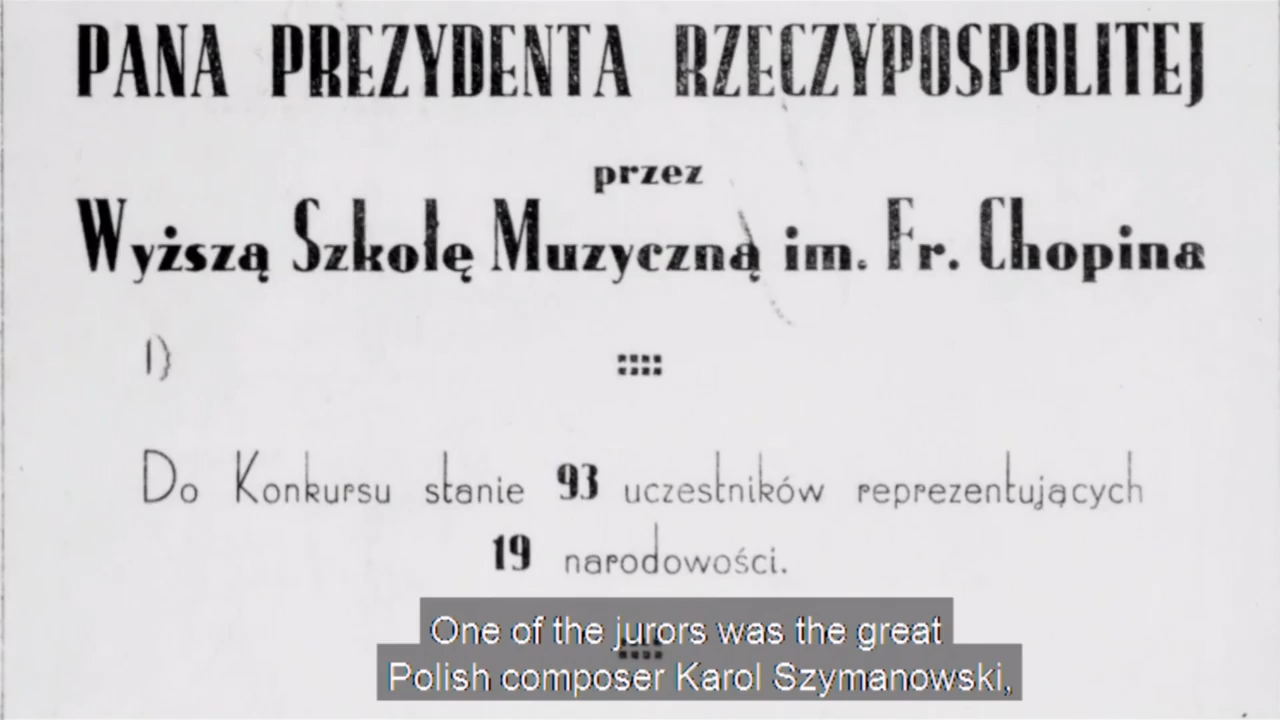 PANA PREZYDENTA RZECZYPOSPOLITEJ
przez
Wyższą Szkołę Muzyczną im. Fr. Chopina
1)
Do Konkursu stanie 93 uczestników reprezentujących
19 narodowości.
One of the jurors was the great
Polish composer Karol Szymanowski,